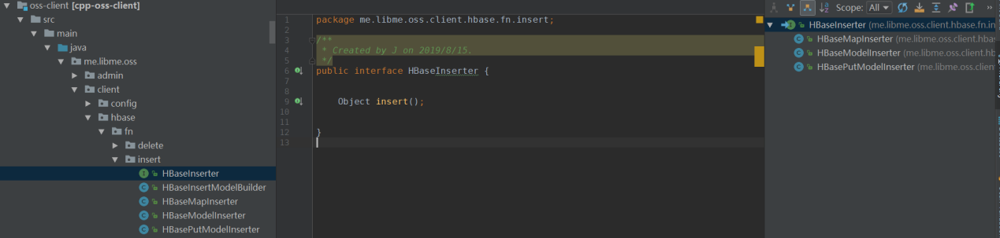 oss-client [cpp-oss-client]
src
main
java
me.libme.oss
admin
client
config
hbase
fn
delete
insert
HBaseInserter
HBaseInsertModelBuilder
HBaseMapInserter
HBaseModelInserter
HBasePutModelInserter
1 package me.libme.oss.client.hbase.fn.insert;
2
3 /**
4 * Created by J on 2019/8/15.
5 */
6 public interface HBaseInserter {
7
8
9 Object insert();
10
11
12 }
13
Scope: All
HBaseInserter (me.libme.oss.client.hbase.fn.in
HBaseMapInserter (me.libme.oss.client.hbas
HBaseModelInserter (me.libme.oss.client.hb
HBasePutModelInserter (me.libme.oss.client